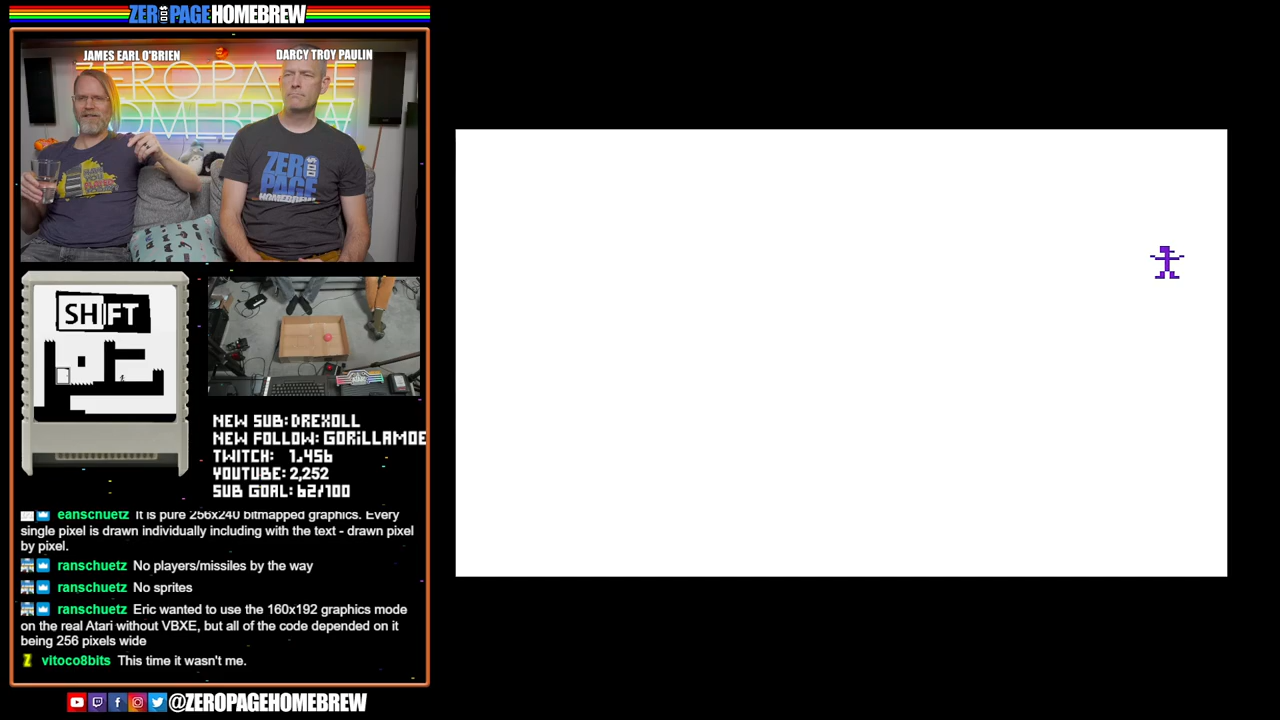 ZEROPAGE HOMEBREW
JAMES EARL O'BRIEN
DARCY TROY PAULIN
ZEROPAGE
HOMEBREW
ZERO PAGE
HOMEBREW
SHIFT
NEW SUB: DREXOLL
NEW FOLLOW: GORILLAMOE
TWITCH: 1,456
YOUTUBE: 2,252
SUB GOAL: 62/100
eanschuetz It is pure 256x240 bitmapped graphics. Every
single pixel is drawn individually including with the text - drawn pixel
by pixel.
ranschuetz No players/missiles by the way
ranschuetz No sprites
ranschuetz Eric wanted to use the 160x192 graphics mode
on the real Atari without VBXE, but all of the code depended on it
being 256 pixels wide
vitoco8bits This time it wasn't me.
@ZEROPAGEHOMEBREW